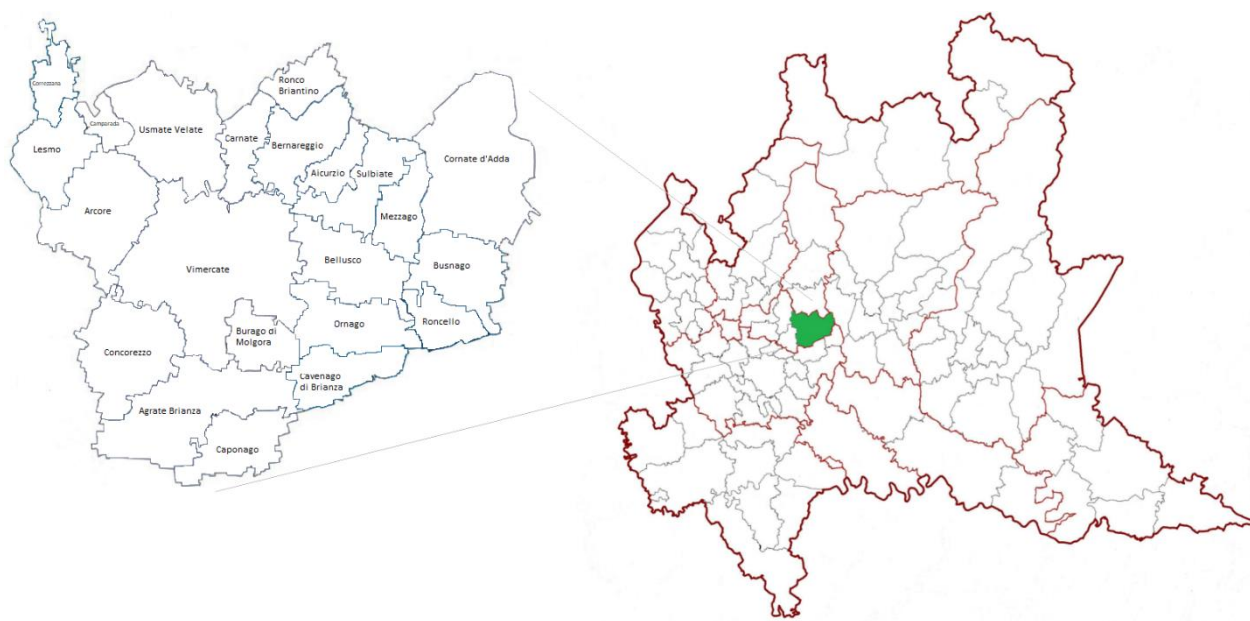 Correzzana
Ronco
Briantino
Camparada
Usmate Velate
Carnate
Bernareggio
Lesmo
Aicurzio
Sulbiate
Cornate d'Adda
Arcore
Mezzago
Vimercate
Bellusco
Busnago
Ornago
Roncello
Burago di
Molgora
Concorezzo
Cavenago
di Brianza
Agrate Brianza
Caponago